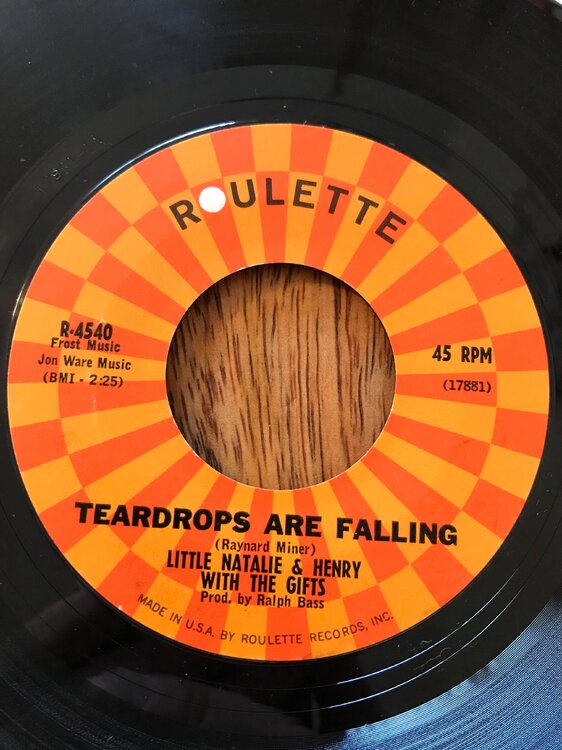 ROULETTE
R-4540
Frost Music
Jon Ware Music
(BMI - 2:25)
45 RPM
(17881)
TEARDROPS ARE FALLING
(Raynard Miner)
LITTLE NATALIE & HENRY
WITH THE GIFTS
Prod. by Ralph Bass
MADE IN U.S.A. BY ROULETTE RECORDS, INC.